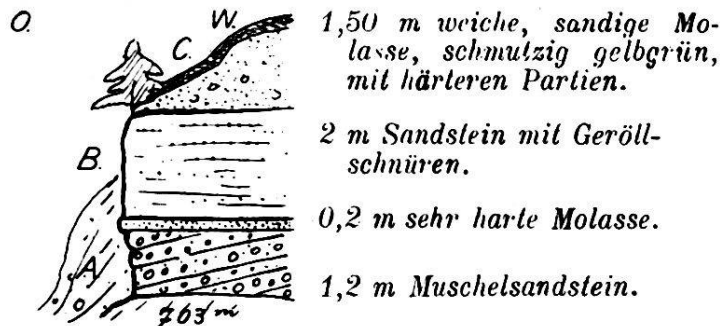 O.
W.
C.
B.
A
763 m
1,50 m weiche, sandige Mo-
lasse, schmutzig gelbgrün,
mit härteren Partien.
2 m Sandstein mit Geröll-
schnüren.
0,2 m sehr harte Molasse.
1,2 m Muschelsandstein.